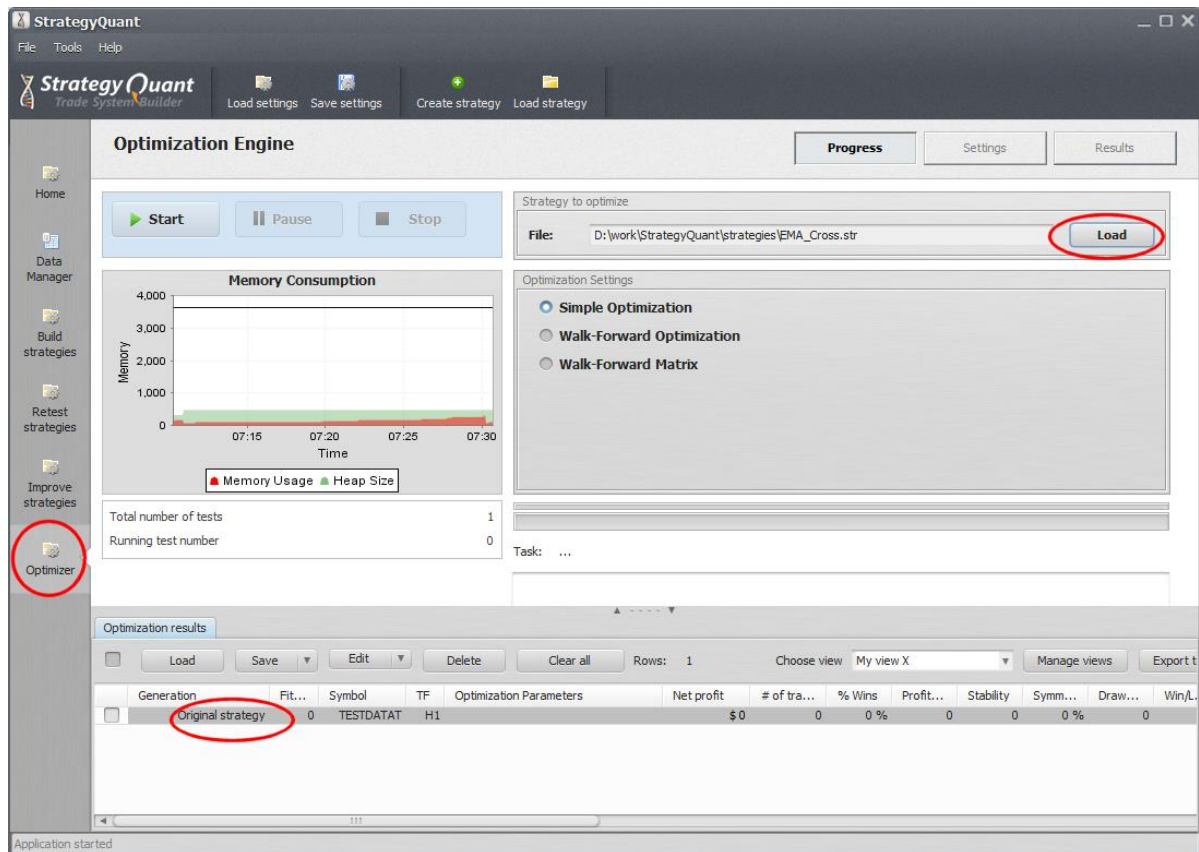 StrategyQuant
File Tools Help
StrategyQuant
Trade System Builder
Load settings Save settings Create strategy Load strategy
Optimization Engine
Progress Settings Results
Home
Data
Manager
Build
strategies
Retest
strategies
Improve
strategies
Optimizer
Start Pause Stop
Strategy to optimize
File: D:\work\StrategyQuant\strategies\EMA_Cross.str Load
Memory Consumption
Memory
4,000
3,000
2,000
1,000
0
07:15 07:20 07:25 07:30
Time
Memory Usage Heap Size
Optimization Settings
Simple Optimization
Walk-Forward Optimization
Walk-Forward Matrix
Total number of tests 1
Running test number 0
Task: ...
Optimization results
Load Save Edit Delete Clear all Rows: 1 Choose view My view X Manage views Export t
Generation Fit... Symbol TF Optimization Parameters Net profit # of tra... % Wins Profit... Stability Symm... Draw... Win/L.
Original strategy 0 TESTDATAT H1 $ 0 0 0 % 0 0 0 % 0
Application started